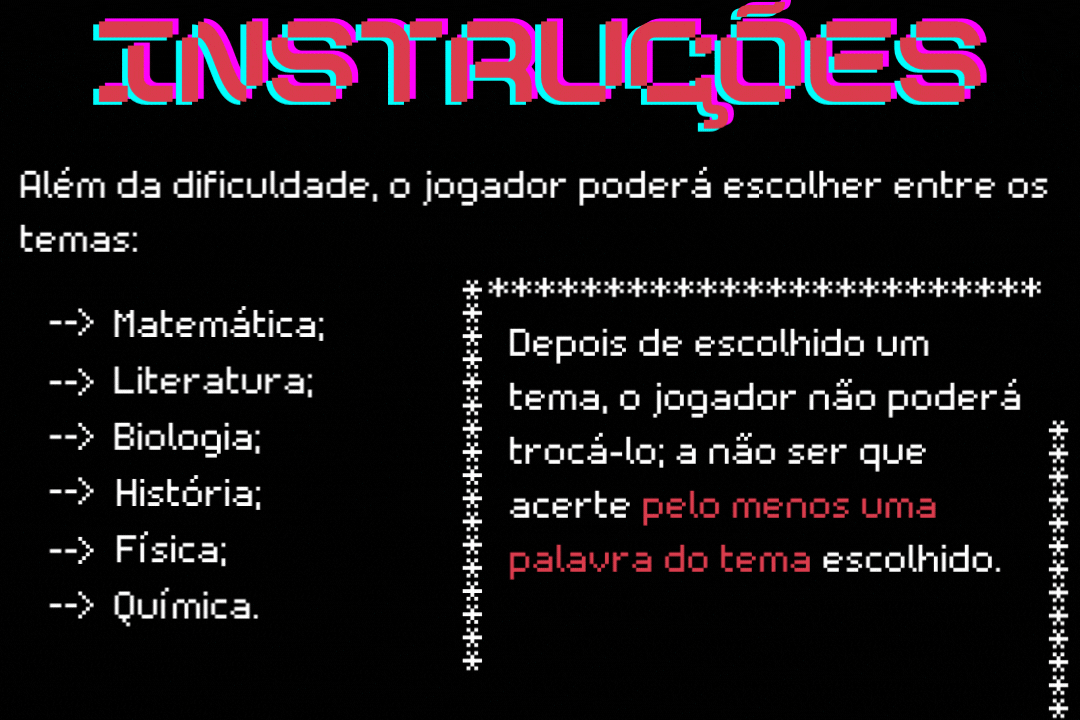 INSTRUÇÕES
Além da dificuldade, o jogador poderá escolher entre os
temas:
--> Matemática;
--> Literatura;
--> Biologia;
--> História;
--> Física;
--> Química.
************************
Depois de escolhido um
tema, o jogador não poderá
trocá-lo; a não ser que
acerte pelo menos uma
palavra do tema escolhido.